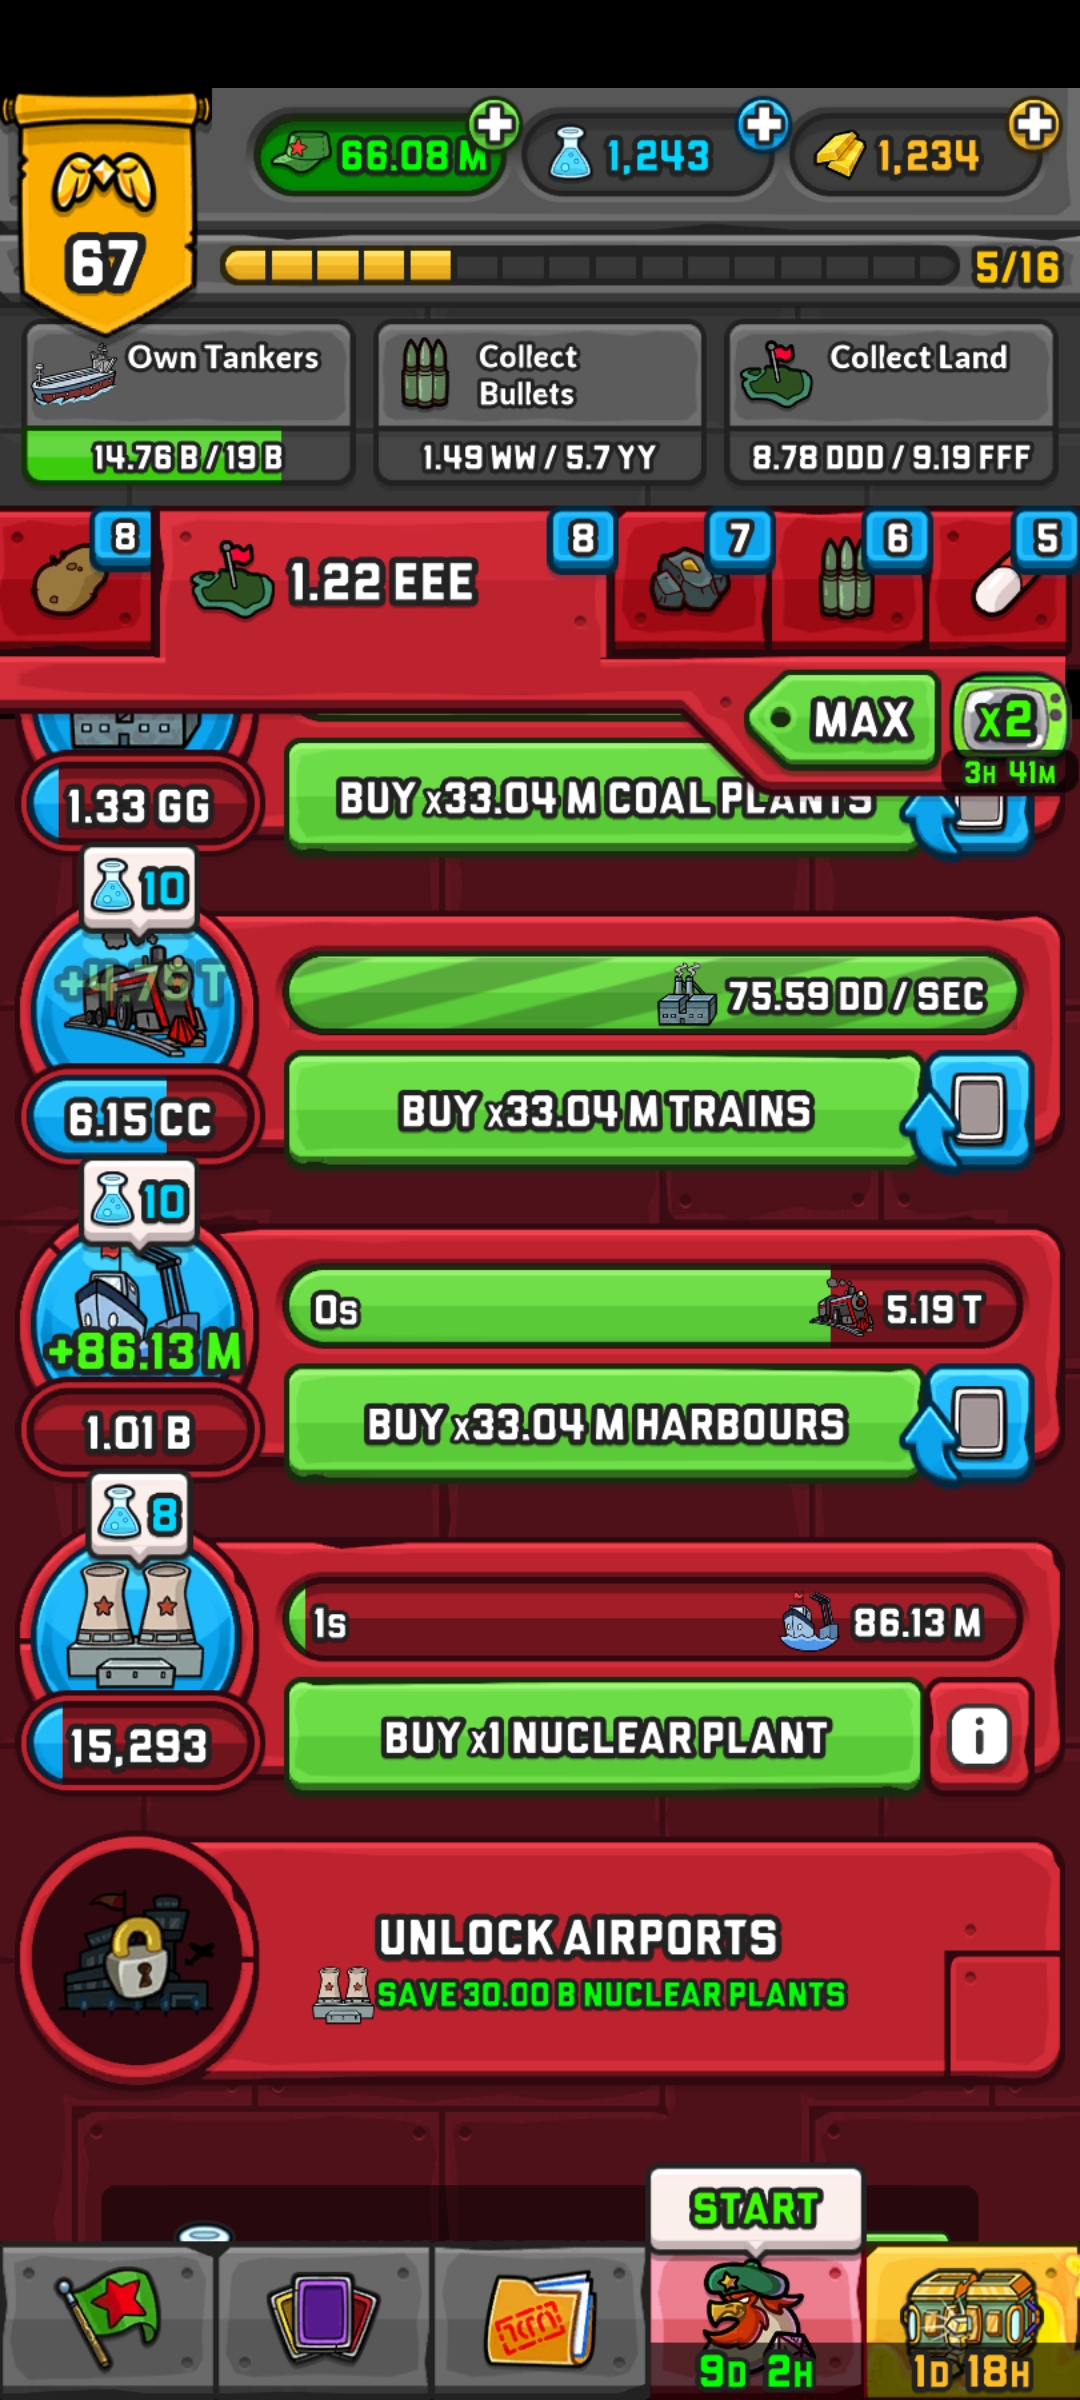 66.08 M
1,243
1,234
67
5/16
Own Tankers
14.76 B / 19 B
Collect
Bullets
1.49 WW / 5.7 YY
Collect Land
8.78 DDD / 9.19 FFF
8
1.22 EEE
8
7
6
5
MAX
x2
3H 41M
1.33 GG
BUY x33.04 M COAL PLANTS
10
+4.75 T
75.59 DD / SEC
6.15 CC
BUY x33.04 M TRAINS
10
+86.13 M
0s
5.19 T
1.01 B
BUY x33.04 M HARBOURS
8
1s
86.13 M
15,293
BUY x1 NUCLEAR PLANT
i
UNLOCK AIRPORTS
SAVE 30.00 B NUCLEAR PLANTS
START
9D 2H
1D 18H